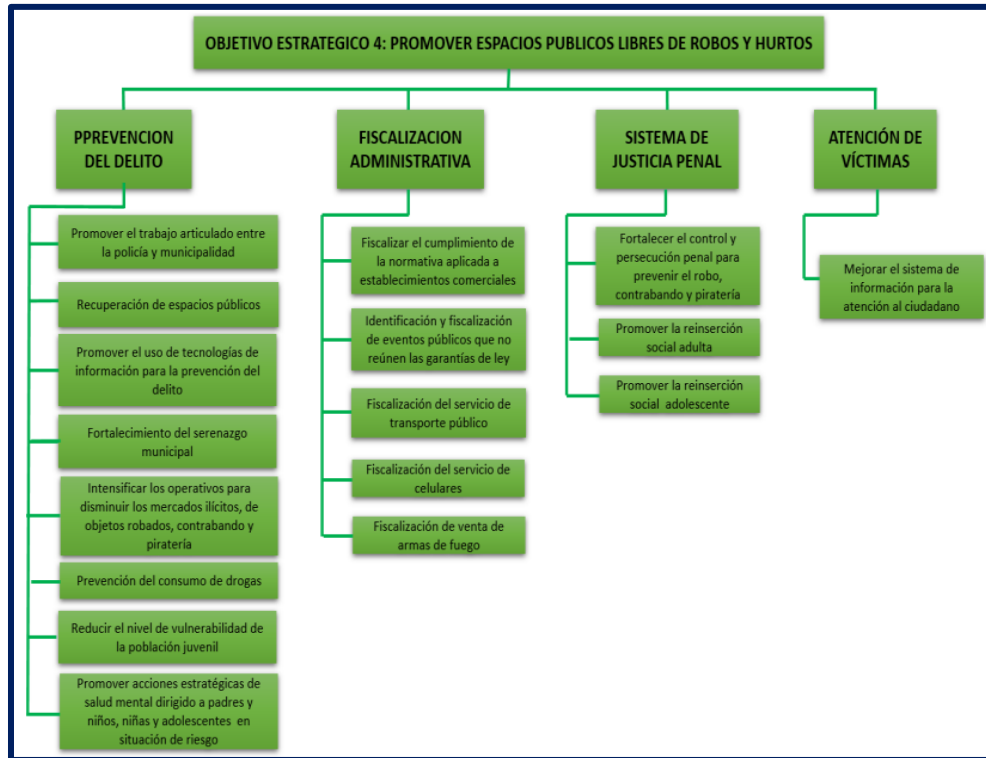 OBJETIVO ESTRATEGICO 4: PROMOVER ESPACIOS PUBLICOS LIBRES DE ROBOS Y HURTOS
PPREVENCION
DEL DELITO
Promover el trabajo articulado entre
la policía y municipalidad
Recuperación de espacios públicos
Promover el uso de tecnologías de
información para la prevención del
delito
Fortalecimiento del serenazgo
municipal
Intensificar los operativos para
disminuir los mercados ilícitos, de
objetos robados, contrabando y
piratería
Prevención del consumo de drogas
Reducir el nivel de vulnerabilidad de
la población juvenil
Promover acciones estratégicas de
salud mental dirigido a padres y
niños, niñas y adolescentes en
situación de riesgo
FISCALIZACION
ADMINISTRATIVA
Fiscalizar el cumplimiento de
la normativa aplicada a
establecimientos comerciales
Identificación y fiscalización
de eventos públicos que no
reúnen las garantías de ley
Fiscalización del servicio de
transporte público
Fiscalización del servicio de
celulares
Fiscalización de venta de
armas de fuego
SISTEMA DE
JUSTICIA PENAL
Fortalecer el control y
persecución penal para
prevenir el robo,
contrabando y piratería
Promover la reinserción
social adulta
Promover la reinserción
social adolescente
ATENCIÓN DE
VÍCTIMAS
Mejorar el sistema de
información para la
atención al ciudadano